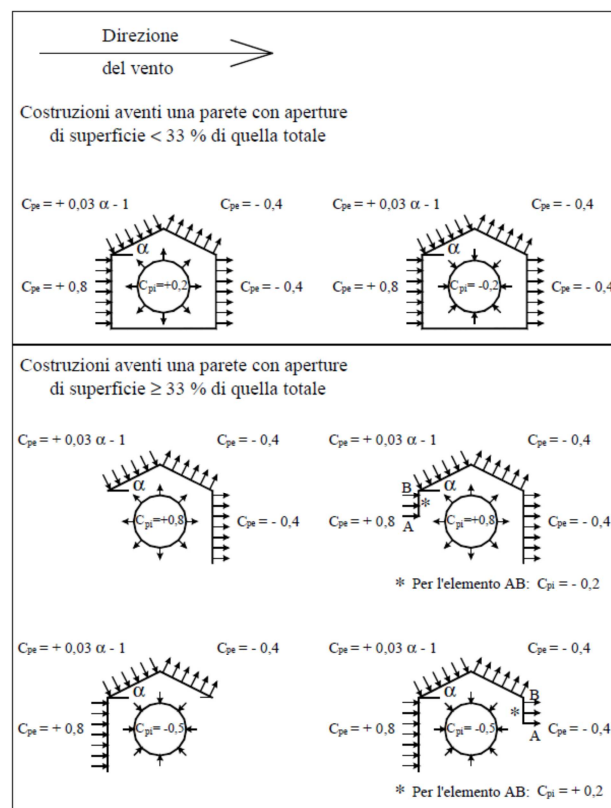 Direzione
del vento
Costruzioni aventi una parete con aperture
di superficie < 33 % di quella totale
Cpe = + 0,03 α - 1
Cpe = - 0,4
α
Cpe = + 0,8
Cpi=+0,2
Cpe = - 0,4
Cpe = + 0,03 α - 1
Cpe = - 0,4
α
Cpe = + 0,8
Cpi= -0,2
Cpe = - 0,4
Costruzioni aventi una parete con aperture
di superficie ≥ 33 % di quella totale
Cpe = + 0,03 α - 1
Cpe = - 0,4
α
Cpi=+0,8
Cpe = - 0,4
Cpe = + 0,03 α - 1
Cpe = - 0,4
B
α
*
Cpe = + 0,8
A
Cpi=+0,8
Cpe = - 0,4
* Per l'elemento AB: Cpi = - 0,2
Cpe = + 0,03 α - 1
Cpe = - 0,4
α
Cpe = + 0,8
Cpi= -0,5
Cpe = + 0,03 α - 1
Cpe = - 0,4
α
B
*
Cpe = + 0,8
Cpi= -0,5
A
Cpe = - 0,4
* Per l'elemento AB: Cpi = + 0,2